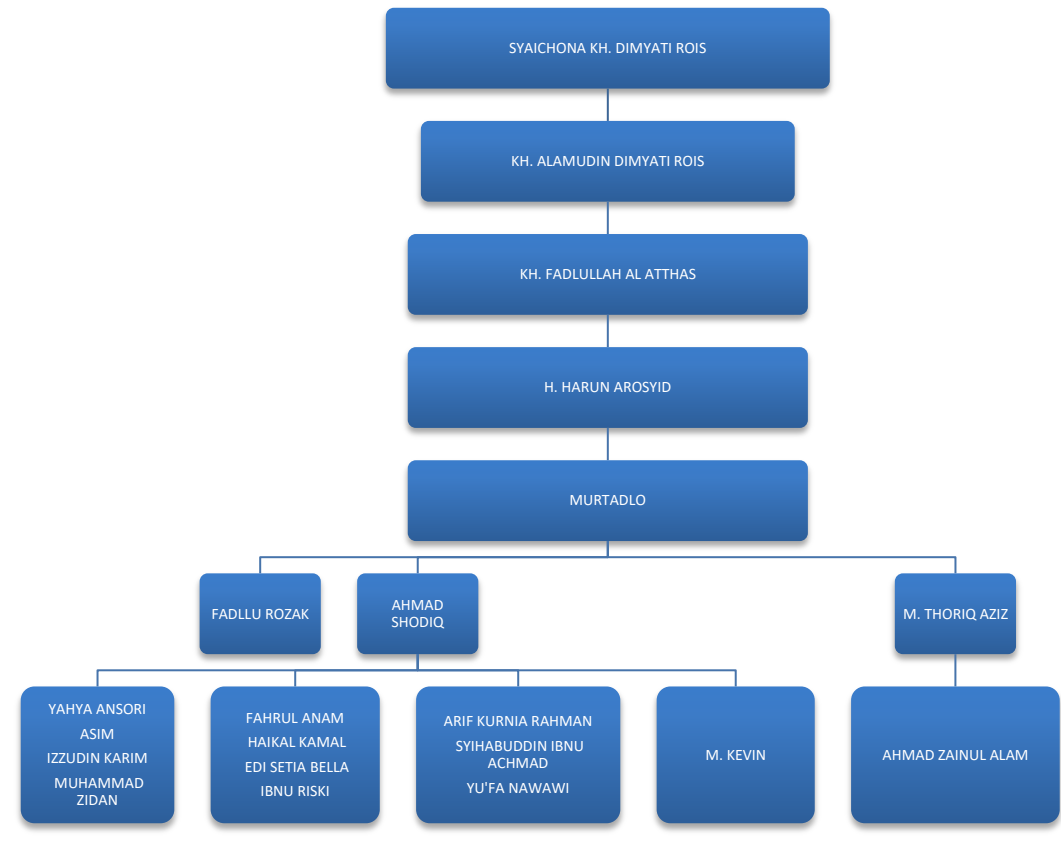 SYAICHONA KH. DIMYATI ROIS
KH. ALAMUDIN DIMYATI ROIS
KH. FADLULLAH AL ATTHAS
H. HARUN AROSYID
MURTADLO
FADLLU ROZAK
AHMAD
SHODIQ
M. THORIQ AZIZ
YAHYA ANSORI
ASIM
IZZUDIN KARIM
MUHAMMAD
ZIDAN
FAHRUL ANAM
HAIKAL KAMAL
EDI SETIA BELLA
IBNU RISKI
ARIF KURNIA RAHMAN
SYIHABUDDIN IBNU
ACHMAD
YU'FA NAWAWI
M. KEVIN
AHMAD ZAINUL ALAM